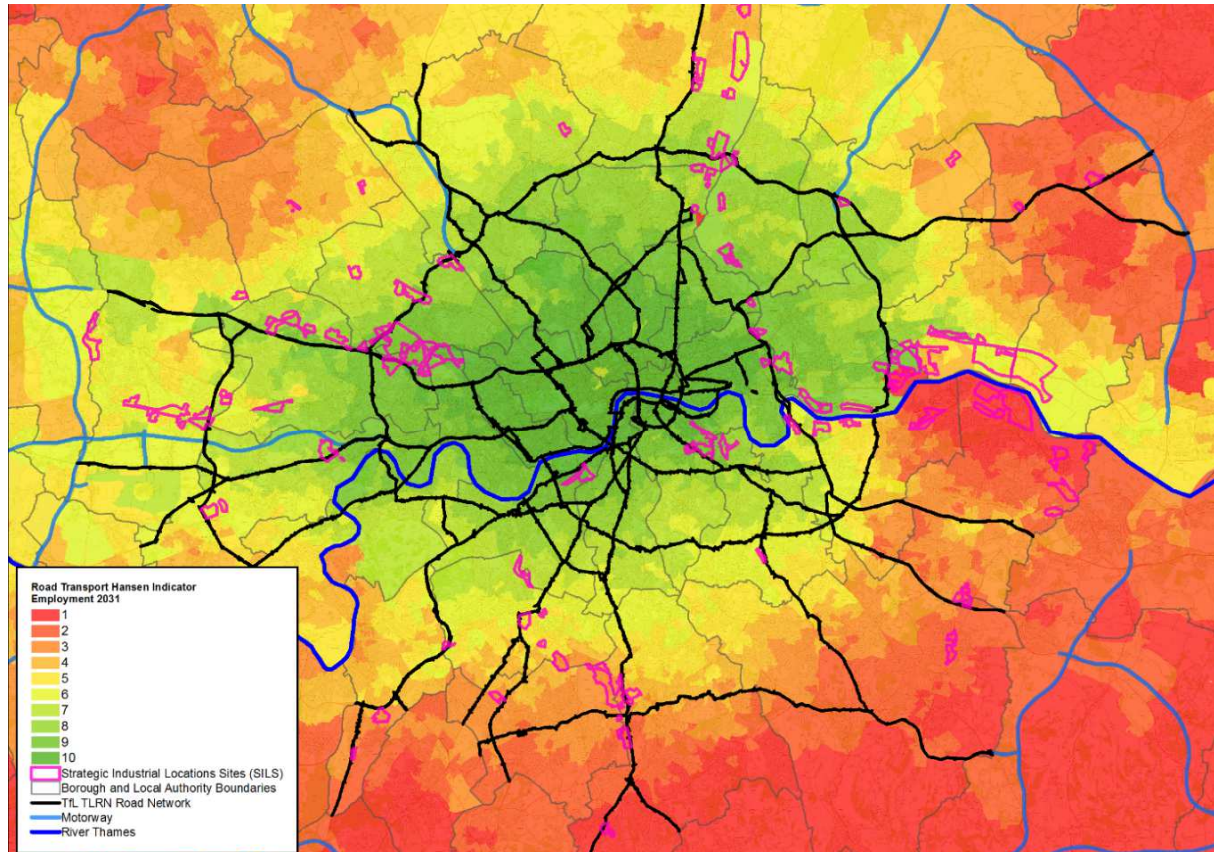 Road Transport Hansen Indicator
Employment 2031
1
2
3
4
5
6
7
8
9
10
Strategic Industrial Locations Sites (SILS)
Borough and Local Authority Boundaries
TfL TLRN Road Network
Motorway
River Thames